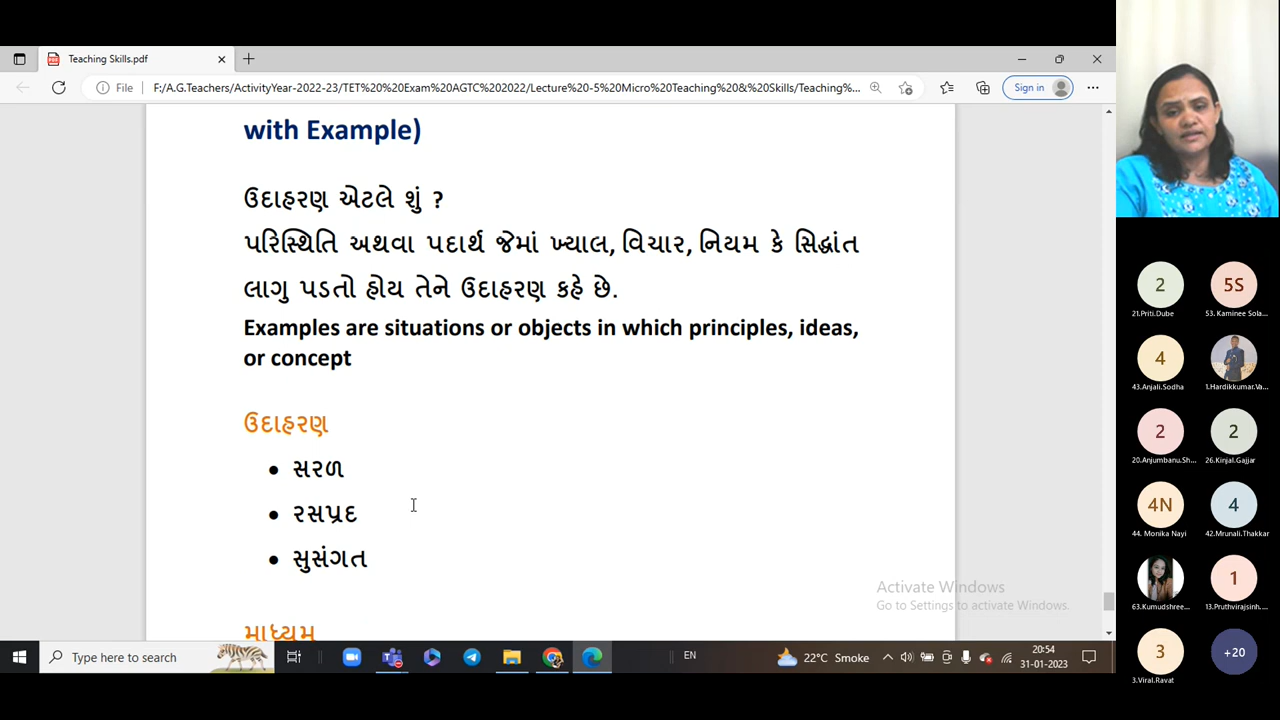 Teaching Skills.pdf
File
F:/A.G.Teachers/ActivityYear-2022-23/TET%20%20Exam%20AGTC%202022/Lecture%20-5%20Micro%20Teaching%20&%20Skills/Teaching%...
Sign in
with Example)
ઉદાહરણ એટલે શું ?
પરિસ્થિતિ અથવા પદાર્થ જેમાં ખ્યાલ, વિચાર, નિયમ કે સિદ્ધાંત
લાગુ પડતો હોય તેને ઉદાહરણ કહે છે.
Examples are situations or objects in which principles, ideas,
or concept
ઉદાહરણ
• સરળ
• રસપ્રદ
• સુસંગત
માધ્યમ
Activate Windows
Go to Settings to activate Windows.
Type here to search
EN
22°C Smoke
20:54
31-01-2023
2
21.Priti.Dube
5S
53. Kaminee Sola...
4
43.Anjali.Sodha
1.Hardikkumar.Va...
2
20.Anjumbanu.Sh...
2
26.Kinjal.Gajjar
4N
44. Monika Nayi
4
42.Mrunali.Thakkar
63.Kumudshree...
1
13.Pruthvirajsinh....
3
3.Viral.Ravat
+20